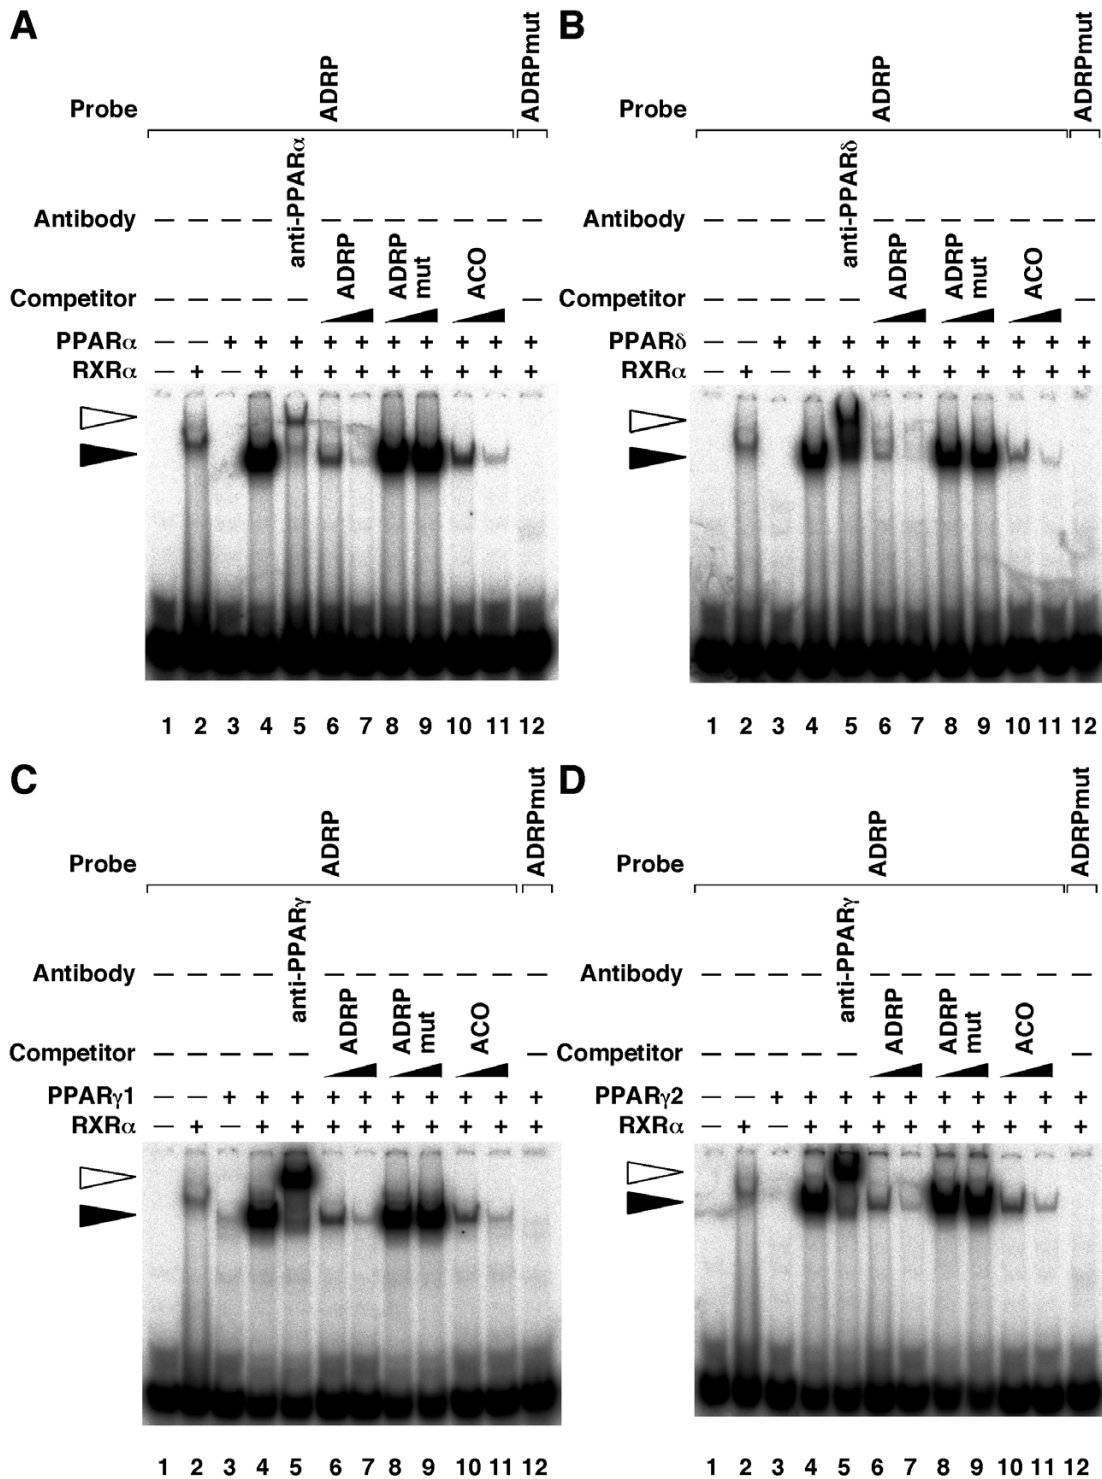 A
Probe ADRP ADRPmut
Antibody — — — — anti-PPARα — — — — — — —
Competitor — — — — — ADRP ADRP mut ACO —
PPARα — — + + + + + + + + + +
RXRα — + — + + + + + + + + +
1 2 3 4 5 6 7 8 9 10 11 12
B
Probe ADRP ADRPmut
Antibody — — — — anti-PPARδ — — — — — — —
Competitor — — — — — ADRP ADRP mut ACO —
PPARδ — — + + + + + + + + + +
RXRα — + — + + + + + + + + +
1 2 3 4 5 6 7 8 9 10 11 12
C
Probe ADRP ADRPmut
Antibody — — — — anti-PPARγ — — — — — — —
Competitor — — — — — ADRP ADRP mut ACO —
PPARγ1 — — + + + + + + + + + +
RXRα — + — + + + + + + + + +
1 2 3 4 5 6 7 8 9 10 11 12
D
Probe ADRP ADRPmut
Antibody — — — — anti-PPARγ — — — — — — —
Competitor — — — — — ADRP ADRP mut ACO —
PPARγ2 — — + + + + + + + + + +
RXRα — + — + + + + + + + + +
1 2 3 4 5 6 7 8 9 10 11 12